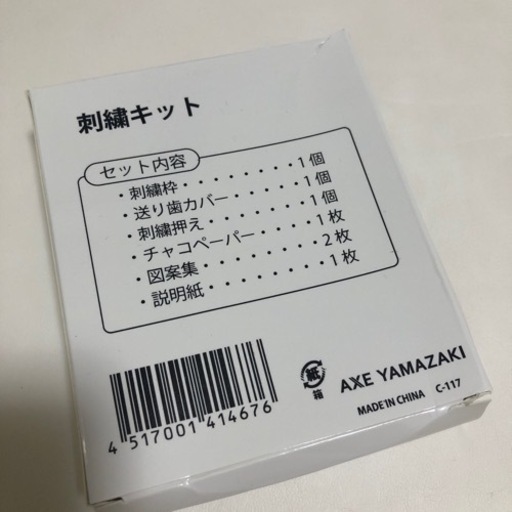 刺繍キット
セット内容
・刺繍枠・・・・・・・・1個
・送り歯カバー・・・・・1個
・刺繍押え・・・・・・・1個
・チャコペーパー・・・・1枚
・図案集・・・・・・・・2枚
・説明紙・・・・・・・・1枚
4 517001 414676
紙
箱
AXE YAMAZAKI
MADE IN CHINA C-117